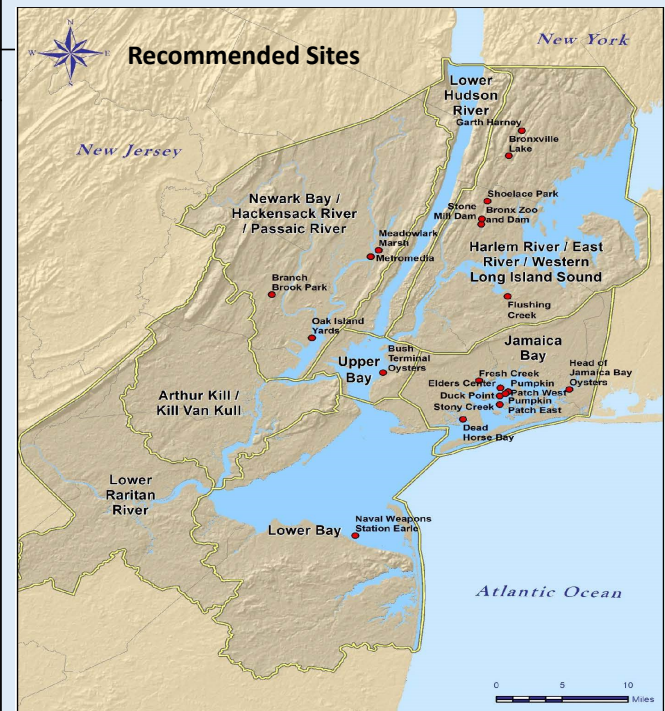 N
W
E
S
Recommended Sites
New York
New Jersey
Lower
Hudson
River
Garth Harney
Bronxville
Lake
Shoelace Park
Stone
Mill Dam
Bronx Zoo
and Dam
Newark Bay /
Hackensack River
/ Passaic River
Meadowlark
Marsh
Metromedia
Harlem River / East
River / Western
Long Island Sound
Branch
Brook Park
Flushing
Creek
Oak Island
Yards
Upper
Bay
Bush
Terminal
Oysters
Jamaica
Bay
Head of
Jamaica Bay
Oysters
Fresh Creek
Elders Center
Pumpkin
Patch West
Duck Point
Pumpkin
Patch East
Stony Creek
Dead
Horse Bay
Arthur Kill /
Kill Van Kull
Lower
Raritan
River
Lower Bay
Naval Weapons
Station Earle
Atlantic Ocean
0 5 10
Miles